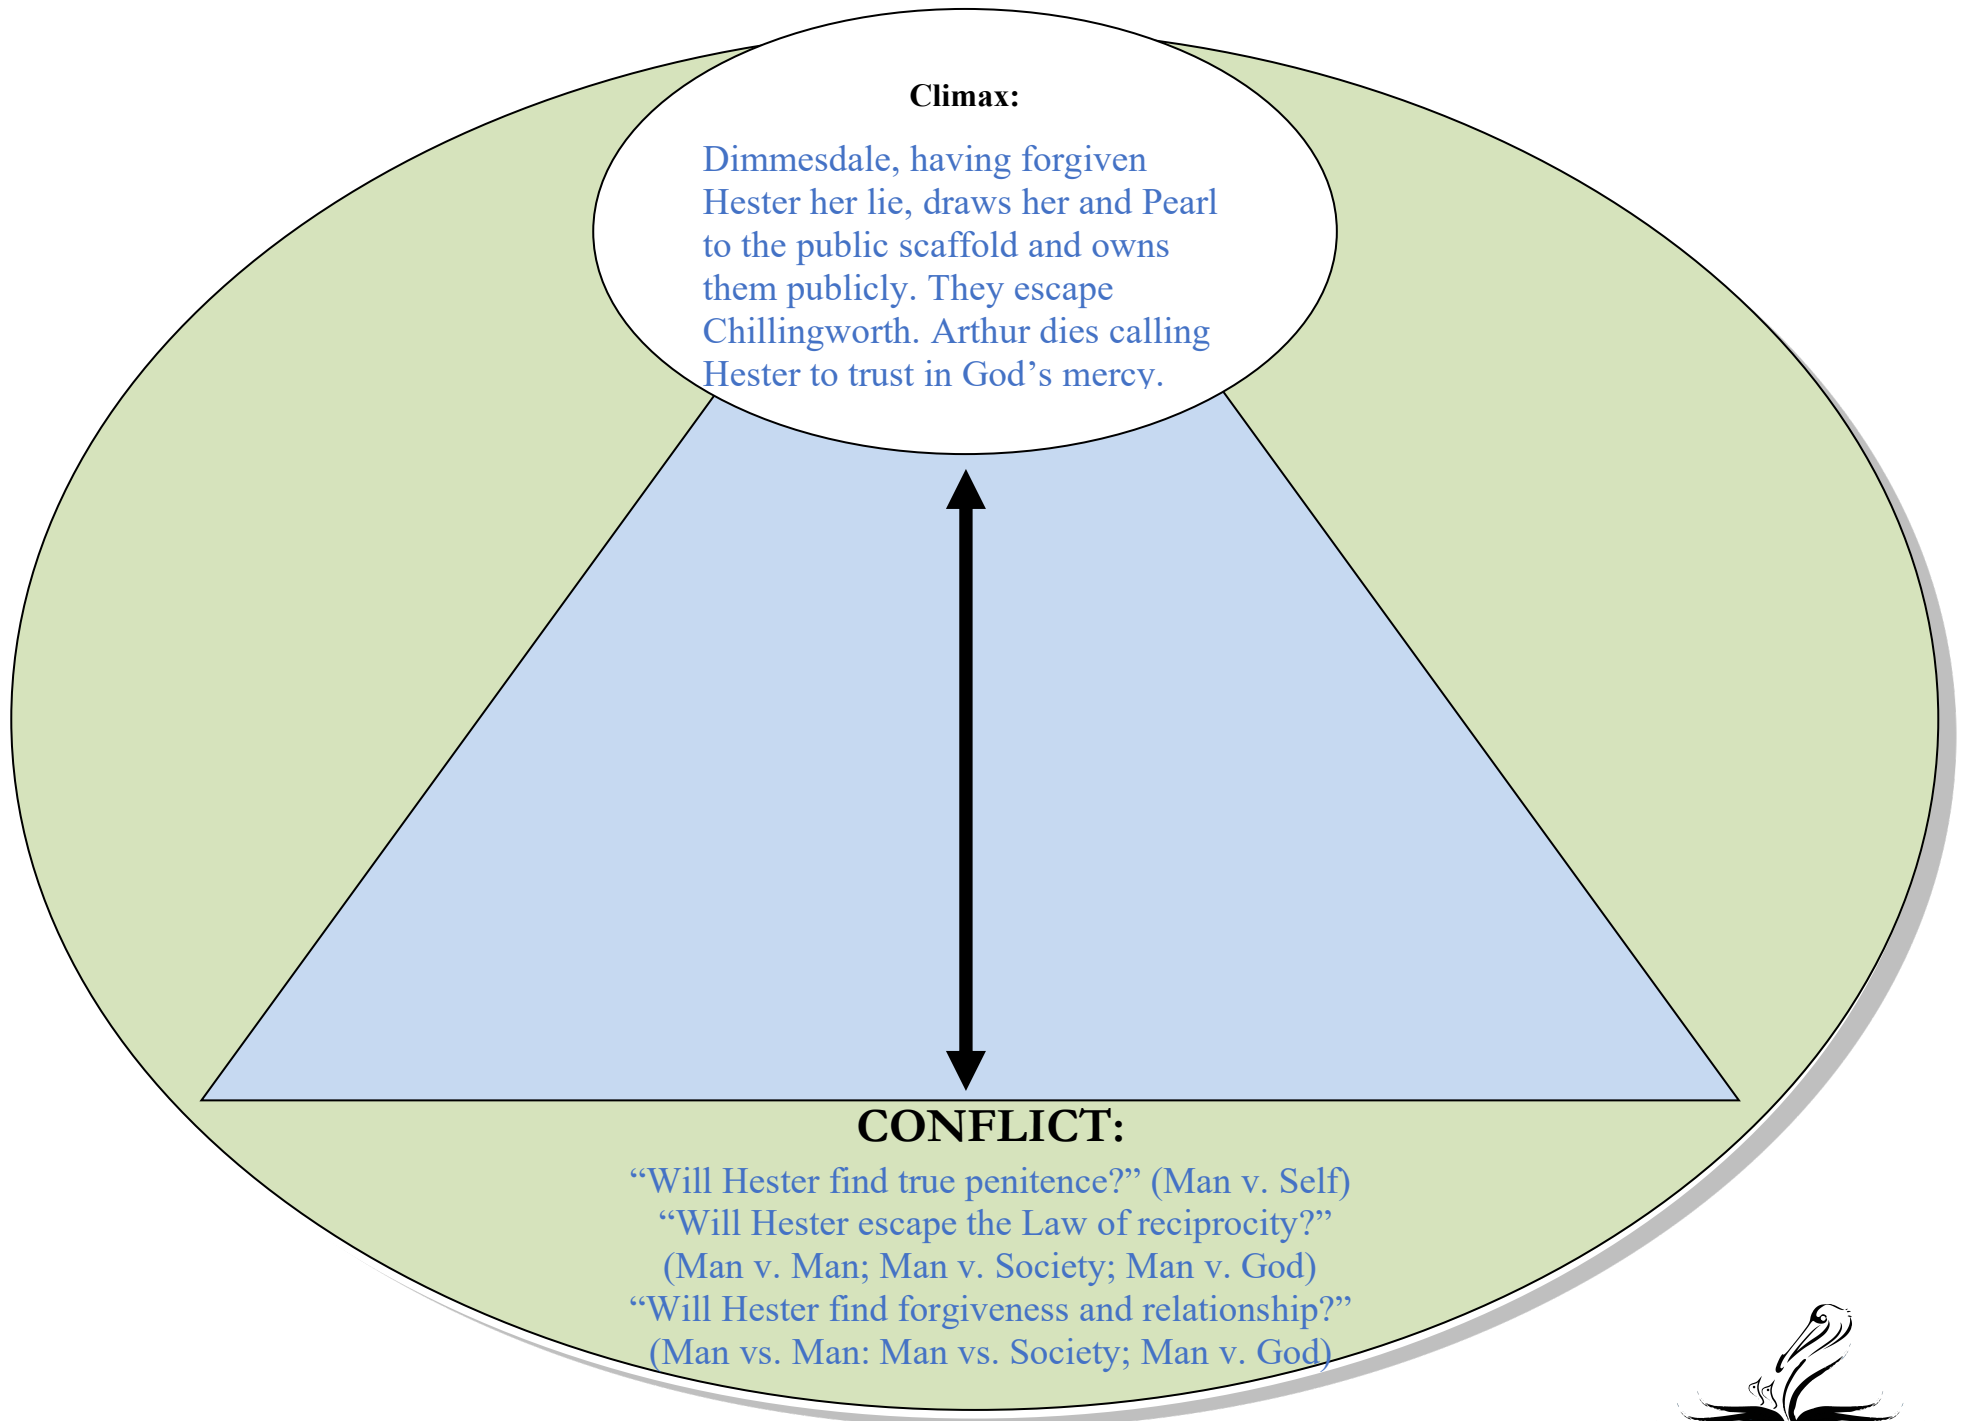 Climax:
Dimmesdale, having forgiven
Hester her lie, draws her and Pearl
to the public scaffold and owns
them publicly. They escape
Chillingworth. Arthur dies calling
Hester to trust in God’s mercy.
CONFLICT:
“Will Hester find true penitence?” (Man v. Self)
“Will Hester escape the Law of reciprocity?”
(Man v. Man; Man v. Society; Man v. God)
“Will Hester find forgiveness and relationship?”
(Man vs. Man: Man vs. Society; Man v. God)